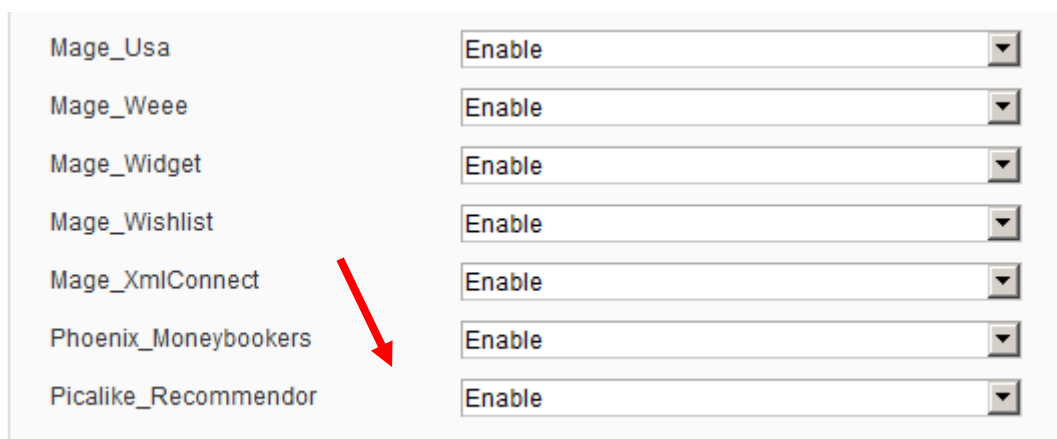 Mage_Usa Enable
Mage_Weee Enable
Mage_Widget Enable
Mage_Wishlist Enable
Mage_XmlConnect Enable
Phoenix_Moneybookers Enable
Picalike_Recommendor Enable